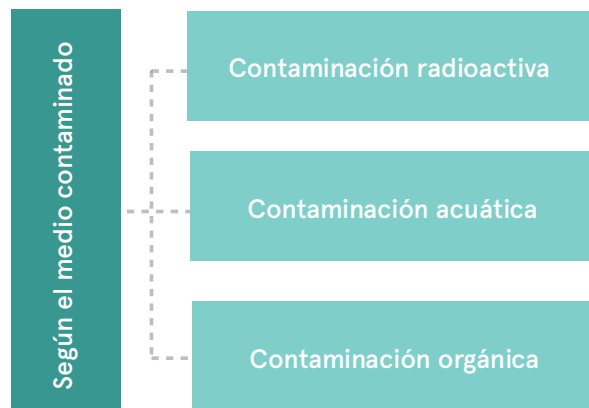 Según el medio contaminado
Contaminación radioactiva
Contaminación acuática
Contaminación orgánica